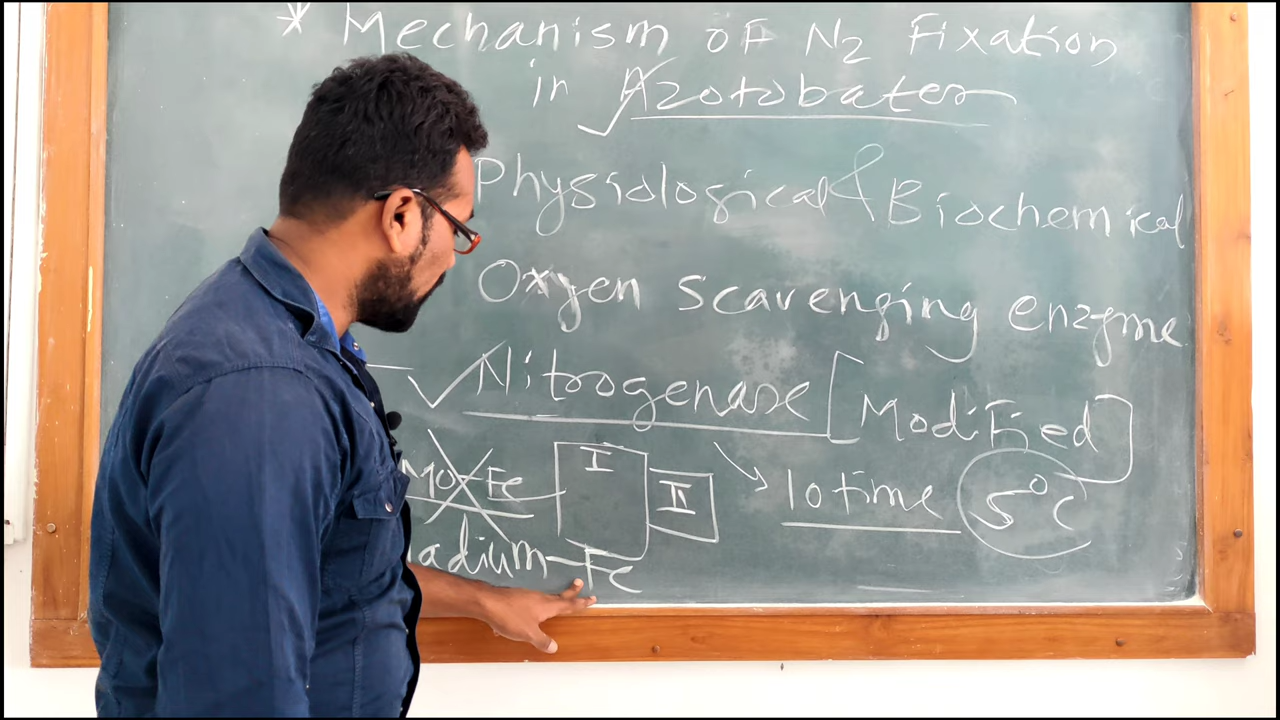 * Mechanism of N2 Fixation
in Azotobater
Physiological & Biochemical
Oxyen scavenging enzyme
Nitrogenase [Modified]
Mo-Fe I II 10 time 5°C
adium-Fe